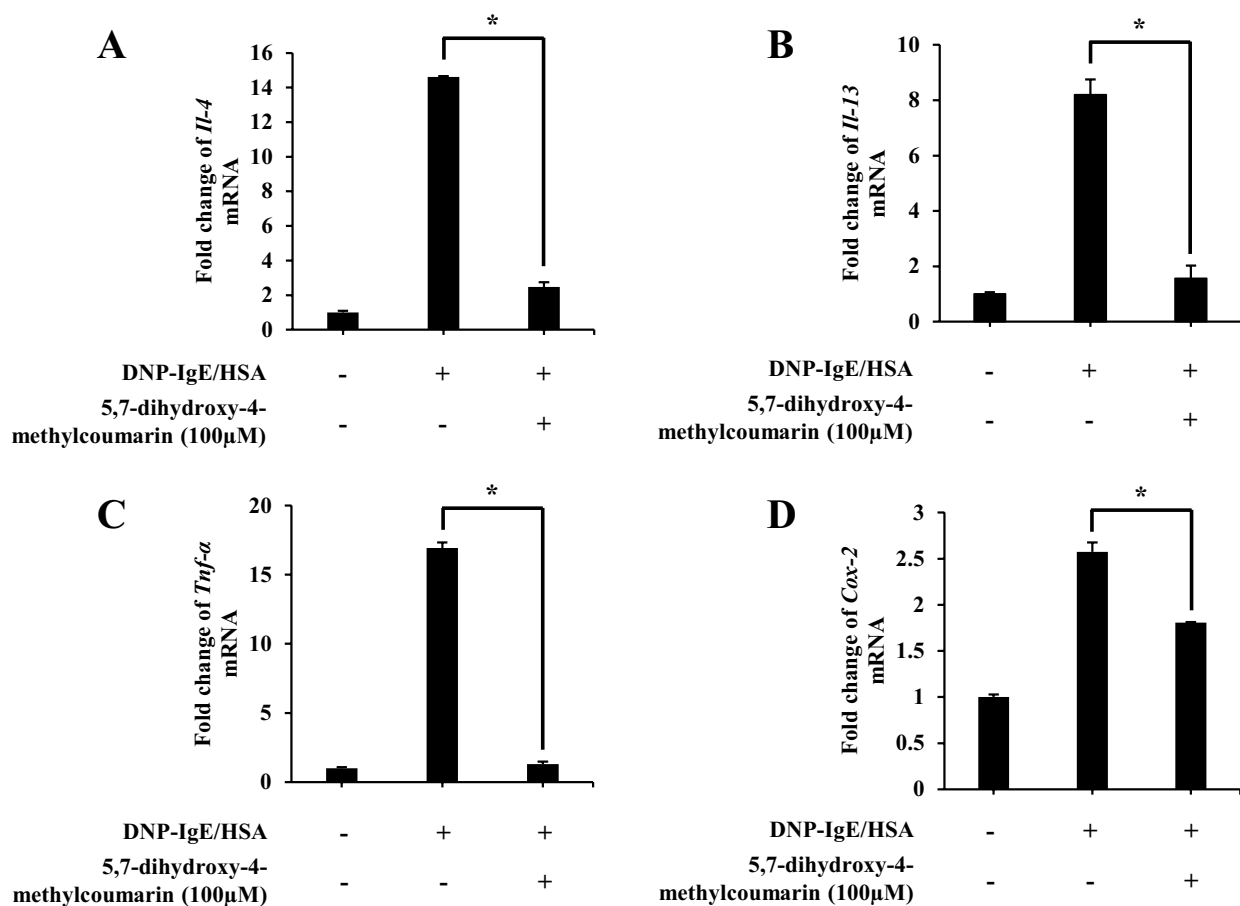 A
Fold change of Il-4
mRNA
16
14
12
10
8
6
4
2
0
*
DNP-IgE/HSA - + +
5,7-dihydroxy-4-
methylcoumarin (100μM) - - +
B
Fold change of Il-13
mRNA
10
8
6
4
2
0
*
DNP-IgE/HSA - + +
5,7-dihydroxy-4-
methylcoumarin (100μM) - - +
C
Fold change of Tnf-α
mRNA
20
15
10
5
0
*
DNP-IgE/HSA - + +
5,7-dihydroxy-4-
methylcoumarin (100μM) - - +
D
Fold change of Cox-2
mRNA
3
2.5
2
1.5
1
0.5
0
*
DNP-IgE/HSA - + +
5,7-dihydroxy-4-
methylcoumarin (100μM) - - +